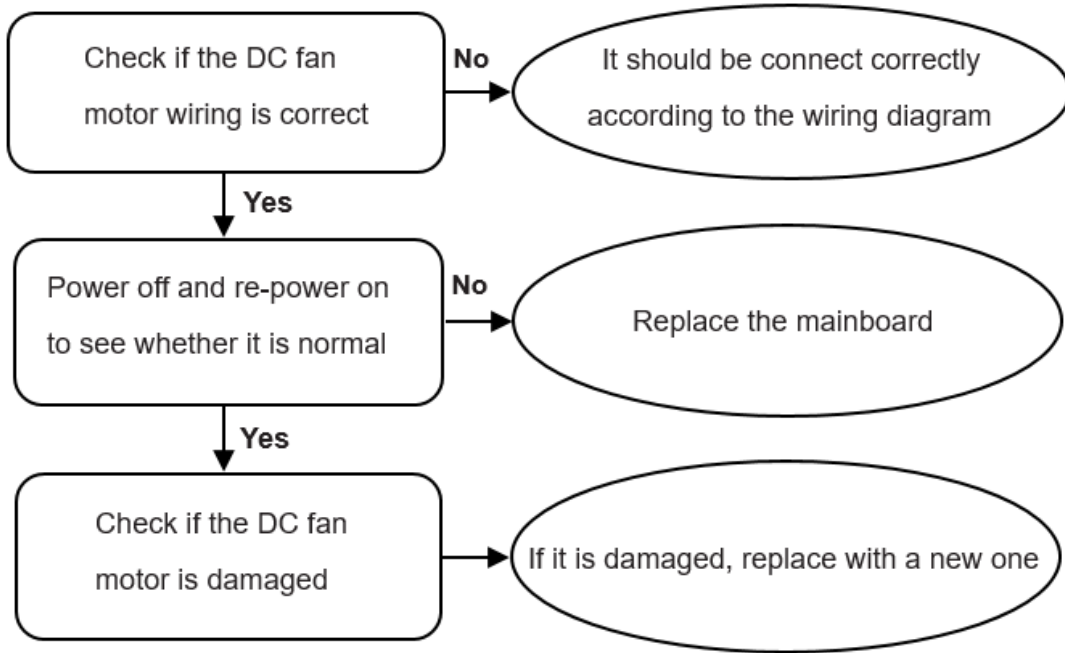 Check if the DC fan
motor wiring is correct
No
It should be connect correctly
according to the wiring diagram
Yes
Power off and re-power on
to see whether it is normal
No
Replace the mainboard
Yes
Check if the DC fan
motor is damaged
If it is damaged, replace with a new one